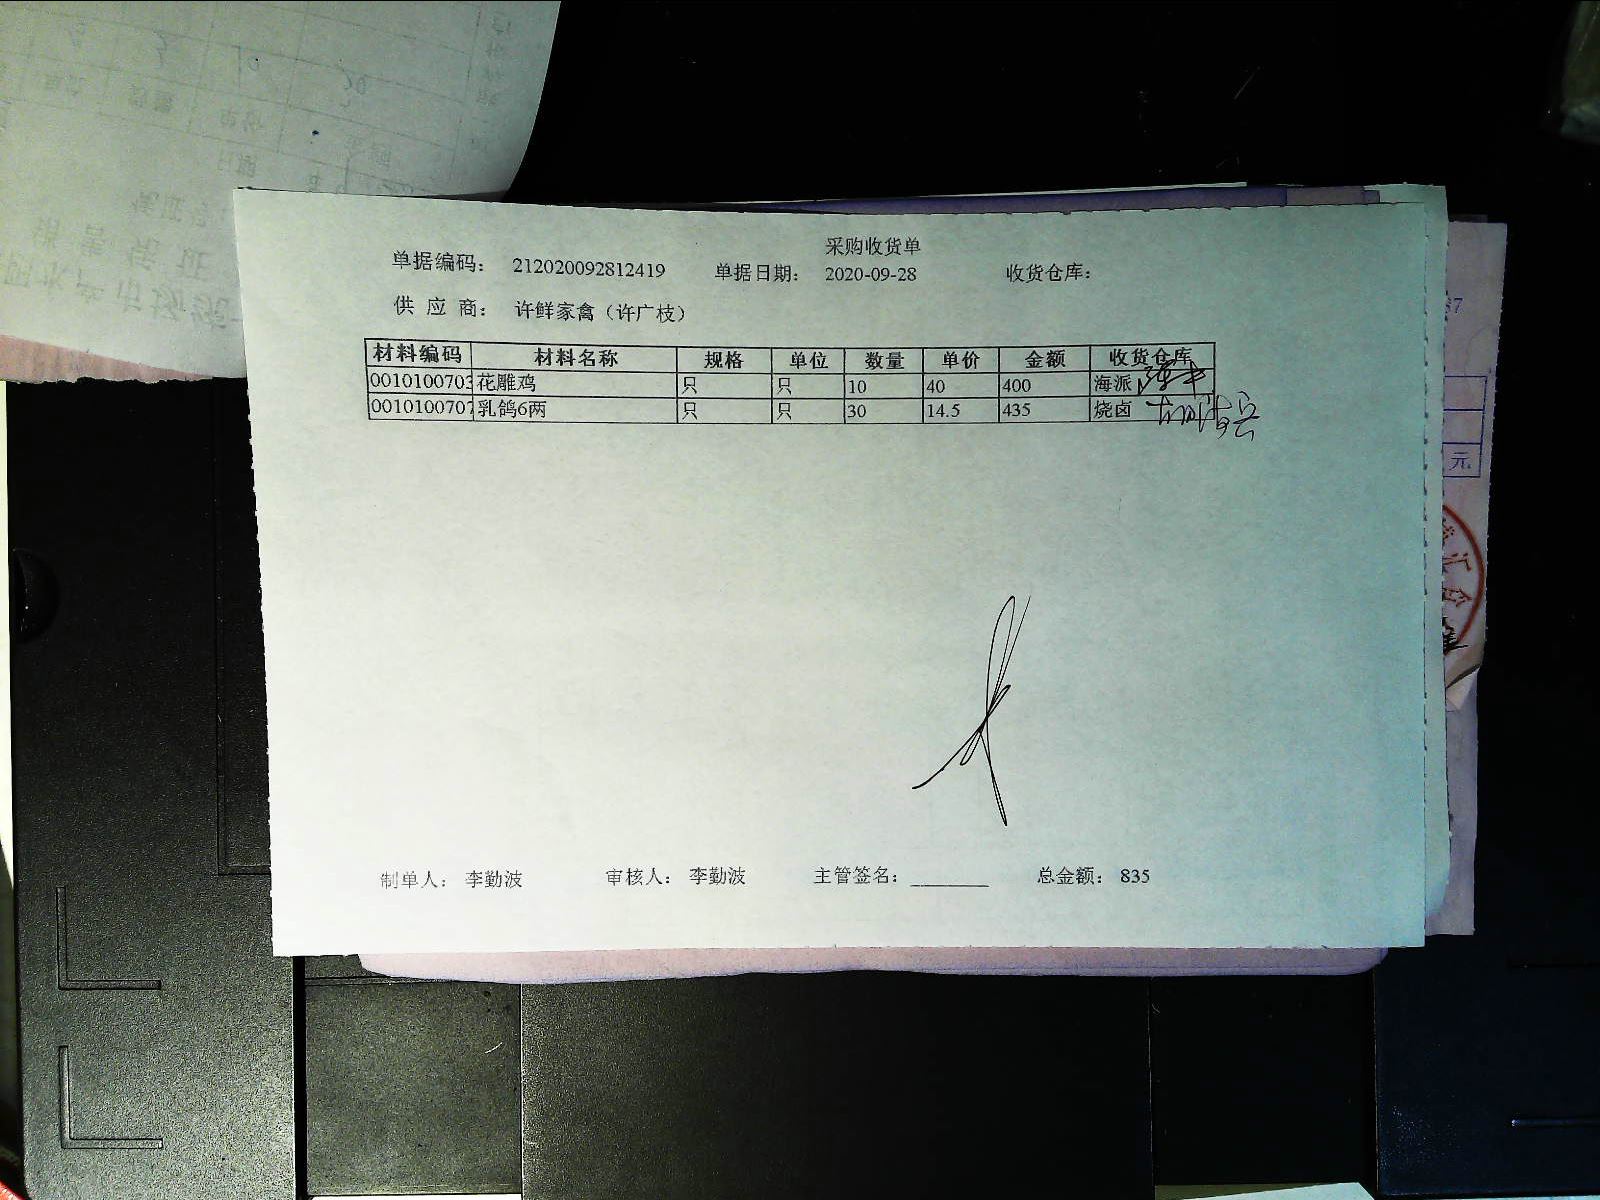 采购收货单
单据编码： 212020092812419 单据日期： 2020-09-28 收货仓库：
供 应 商： 许鲜家禽（许广枝）
材料编码 材料名称 规格 单位 数量 单价 金额 收货仓库
0010100703 花雕鸡 只 只 10 40 400 海派
0010100707 乳鸽6两 只 只 30 14.5 435 烧卤
元
制单人： 李勤波 审核人： 李勤波 主管签名： ________ 总金额： 835